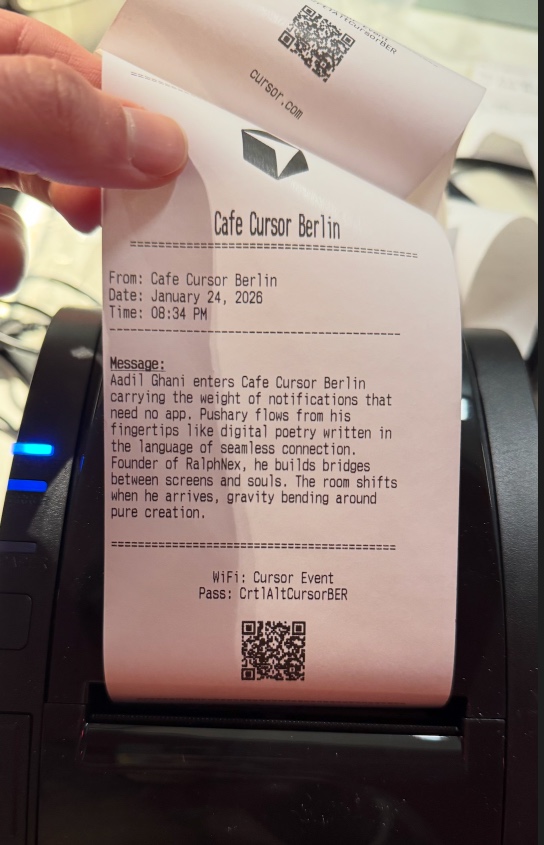 CursorBER
cursor.com
Cafe Cursor Berlin
=========================================
From: Cafe Cursor Berlin
Date: January 24, 2026
Time: 08:34 PM
-----------------------------------------
Message:
Aadil Ghani enters Cafe Cursor Berlin
carrying the weight of notifications that
need no app. Pushary flows from his
fingertips like digital poetry written in
the language of seamless connection.
Founder of RalphNex, he builds bridges
between screens and souls. The room shifts
when he arrives, gravity bending around
pure creation.
=========================================
WiFi: Cursor Event
Pass: CrtlAltCursorBER